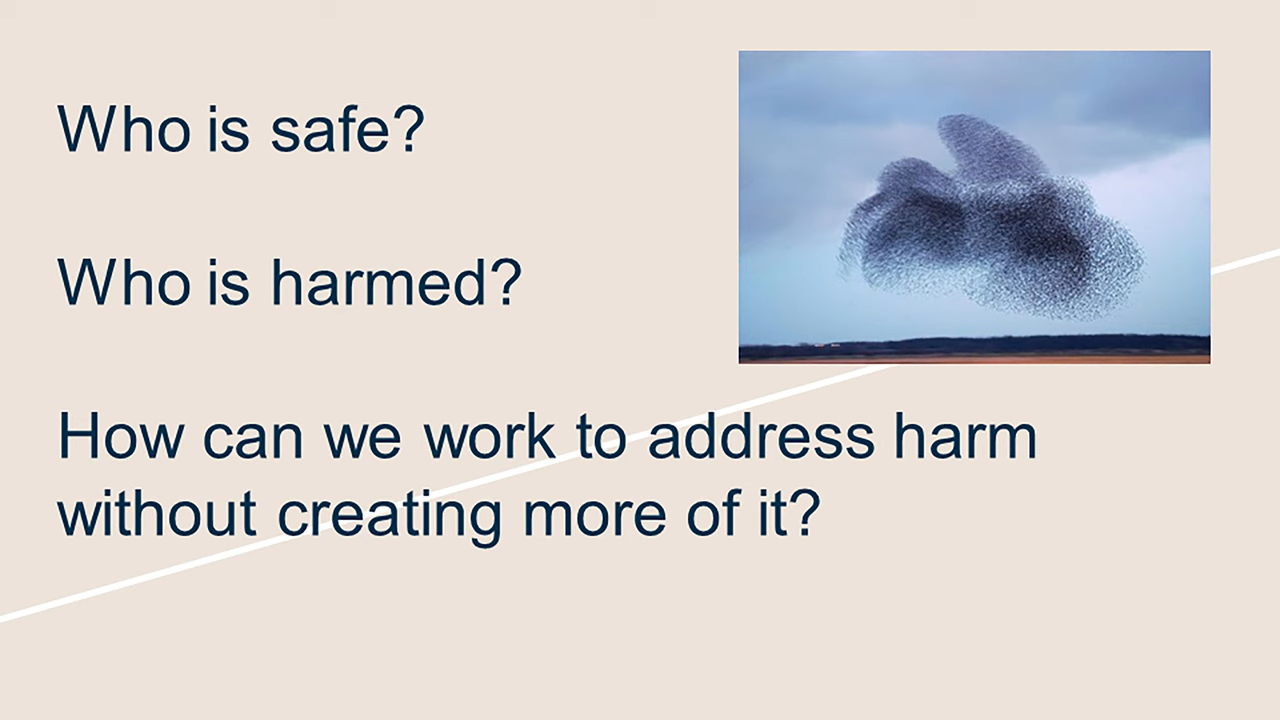 Who is safe?
Who is harmed?
How can we work to address harm
without creating more of it?